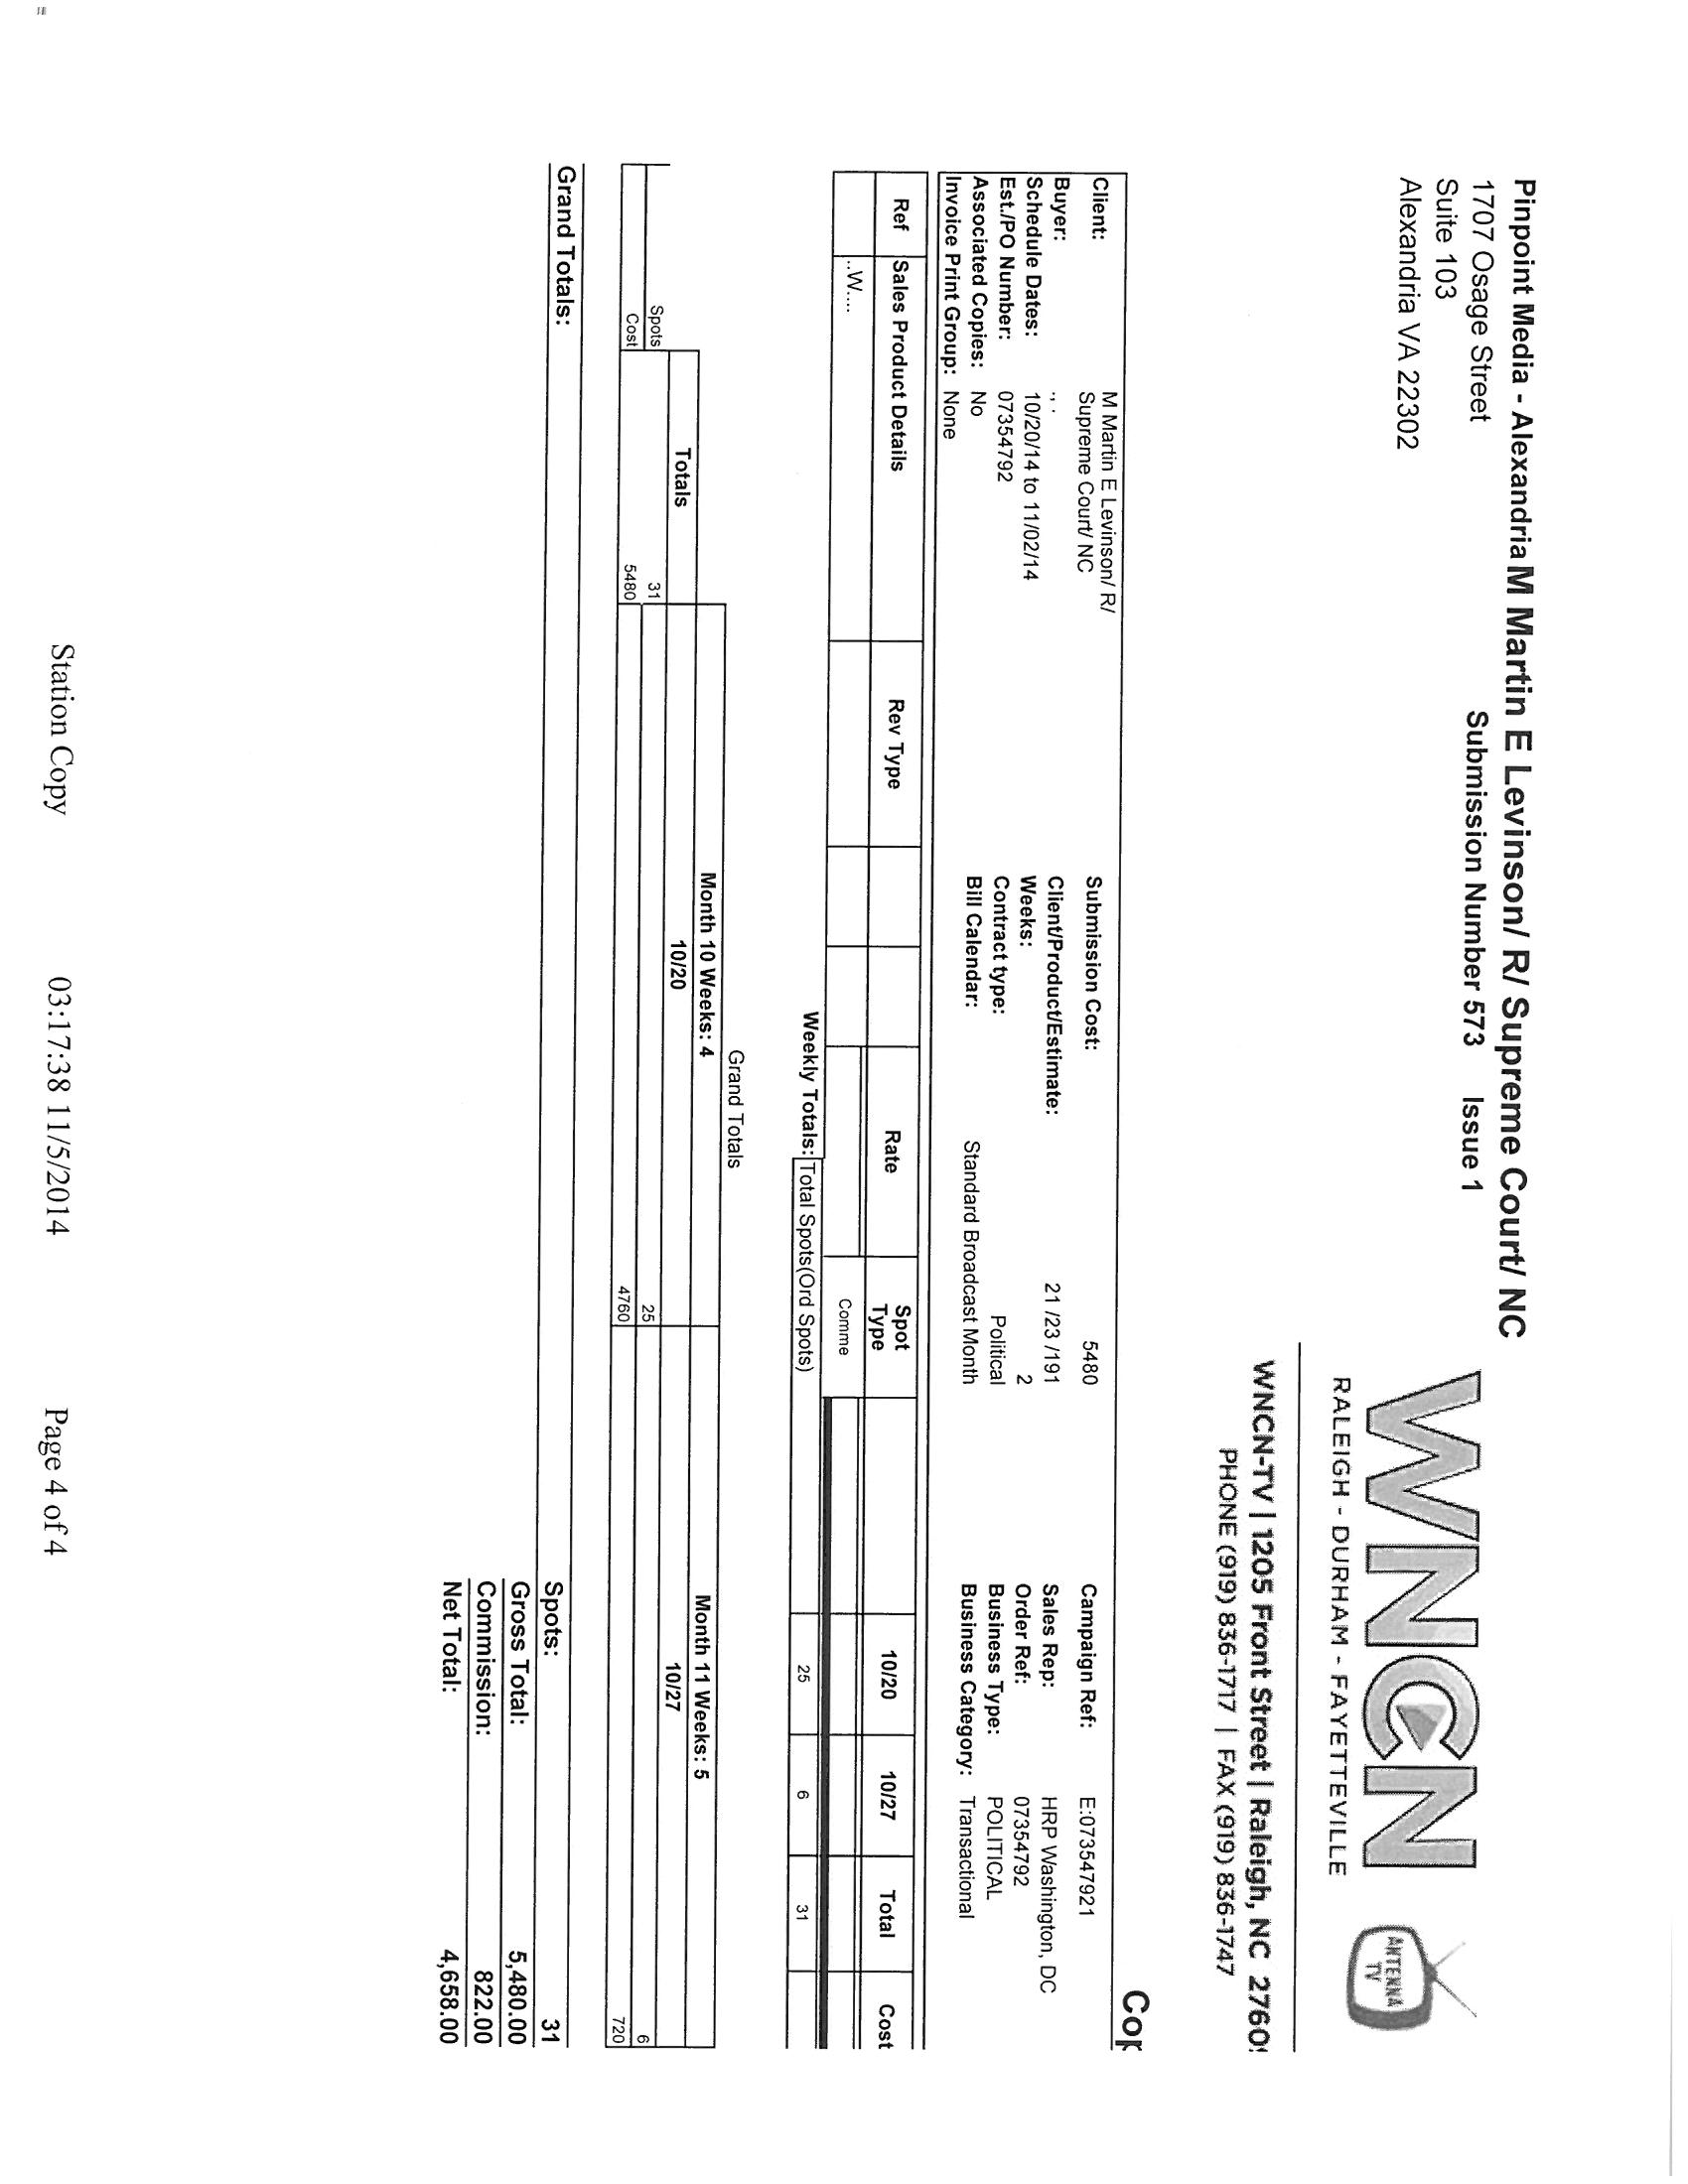 Pinpoint Media - Alexandria M Martin E Levinson/ R/ Supreme Court/ NC
1707 Osage Street
Submission Number 573 Issue 1
Suite 103
Alexandria VA 22302
WNCN
ANTENNA
TV
RALEIGH - DURHAM - FAYETTEVILLE
WNCN-TV | 1205 Front Street | Raleigh, NC 2760
PHONE (919) 836-1717 | FAX (919) 836-1747
Cop
Client: M Martin E Levinson/ R/ Submission Cost: 5480 Campaign Ref: E:073547921
Supreme Court/ NC
Buyer: ., . Client/Product/Estimate: 21 /23 /191 Sales Rep: HRP Washington, DC
Schedule Dates: 10/20/14 to 11/02/14 Weeks: 2 Order Ref: 07354792
Est./PO Number: 07354792 Contract type: Political Business Type: POLITICAL
Associated Copies: No Bill Calendar: Standard Broadcast Month Business Category: Transactional
Invoice Print Group: None
Ref Sales Product Details Rev Type Rate Spot Type 10/20 10/27 Total Cost
..W.... Comme
Weekly Totals: Total Spots(Ord Spots) 25 6 31
Grand Totals
Month 10 Weeks: 4 Month 11 Weeks: 5
Totals 10/20 10/27
Spots 31 25 6
Cost 5480 4760 720
Grand Totals: Spots: 31
Gross Total: 5,480.00
Commission: 822.00
Net Total: 4,658.00
Station Copy 03:17:38 11/5/2014 Page 4 of 4